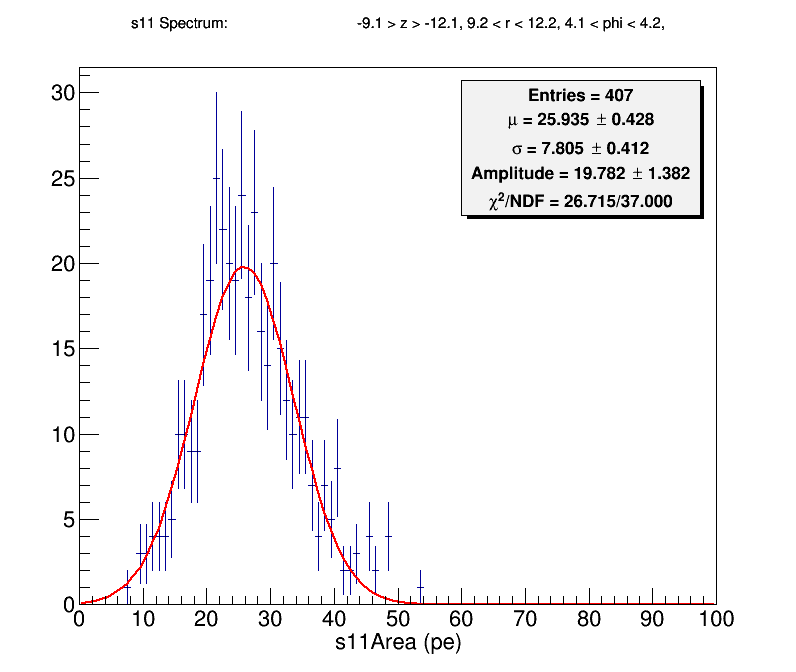 s11 Spectrum: -9.1 > z > -12.1, 9.2 < r < 12.2, 4.1 < phi < 4.2,
Entries = 407
μ = 25.935 ± 0.428
σ = 7.805 ± 0.412
Amplitude = 19.782 ± 1.382
χ²/NDF = 26.715/37.000
30
25
20
15
10
5
0
0 10 20 30 40 50 60 70 80 90 100
s11Area (pe)